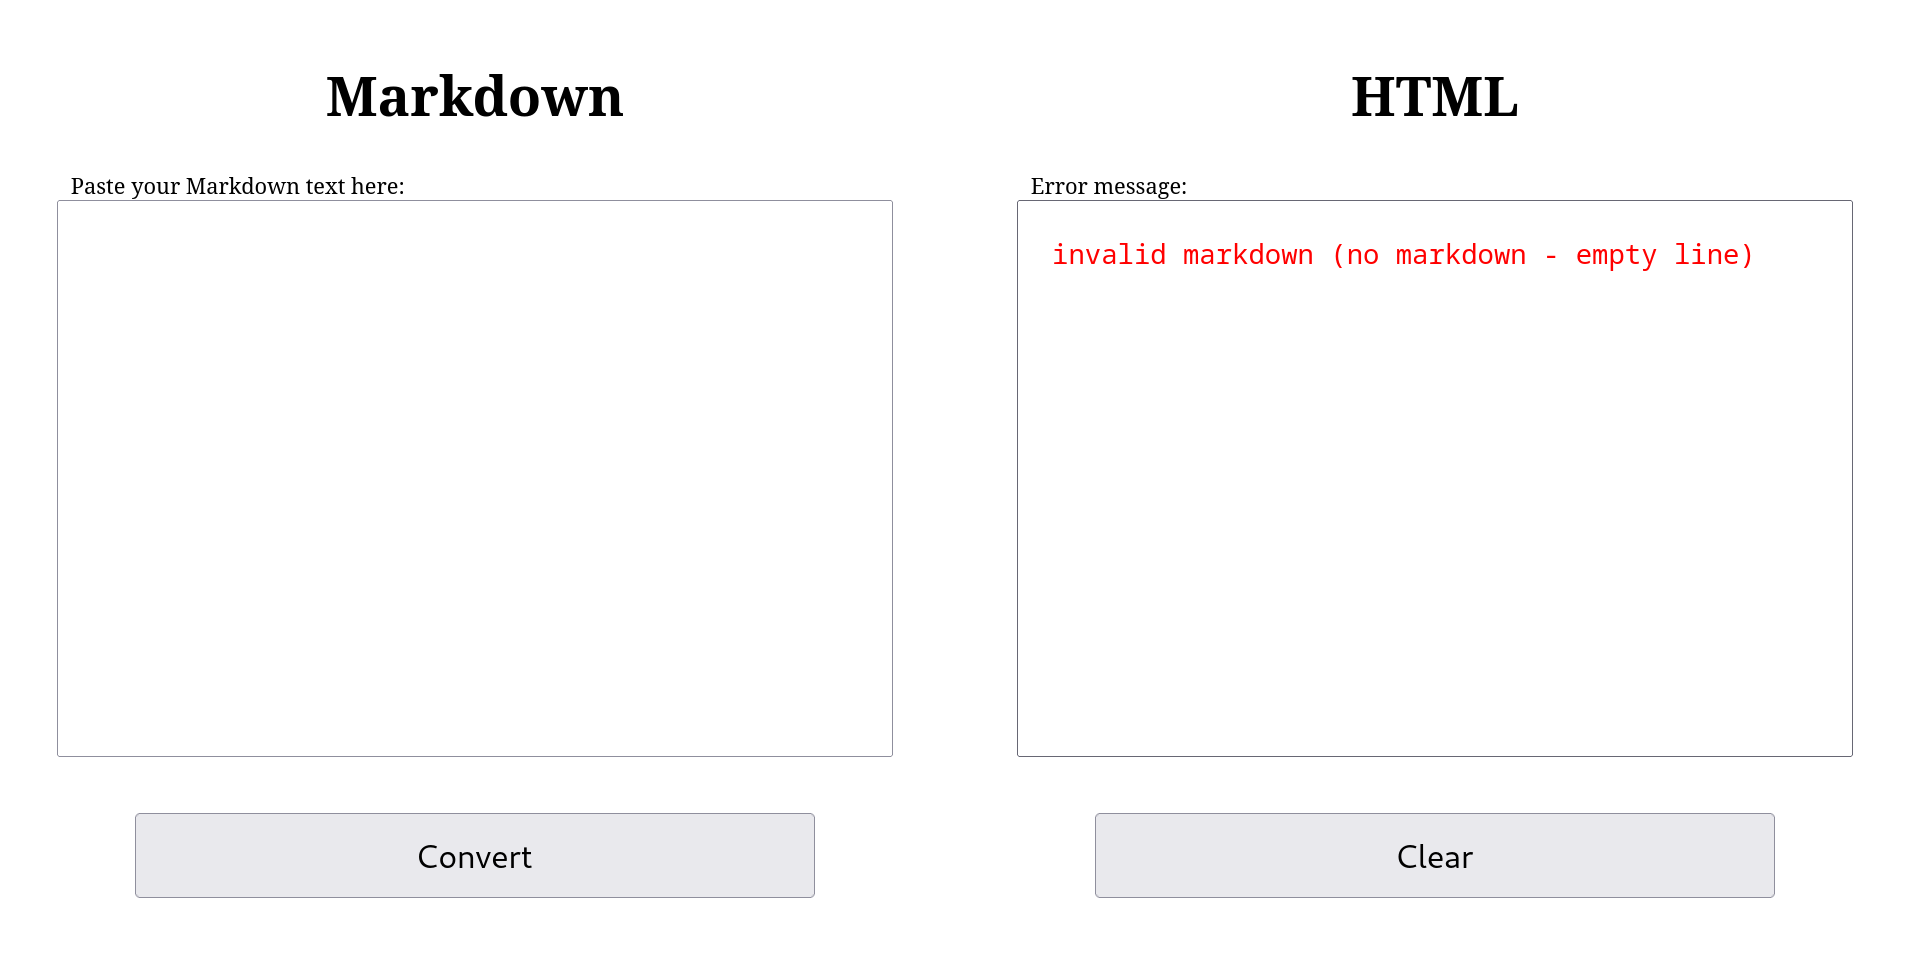 Markdown
Paste your Markdown text here:
Convert
HTML
Error message:
invalid markdown (no markdown - empty line)
Clear